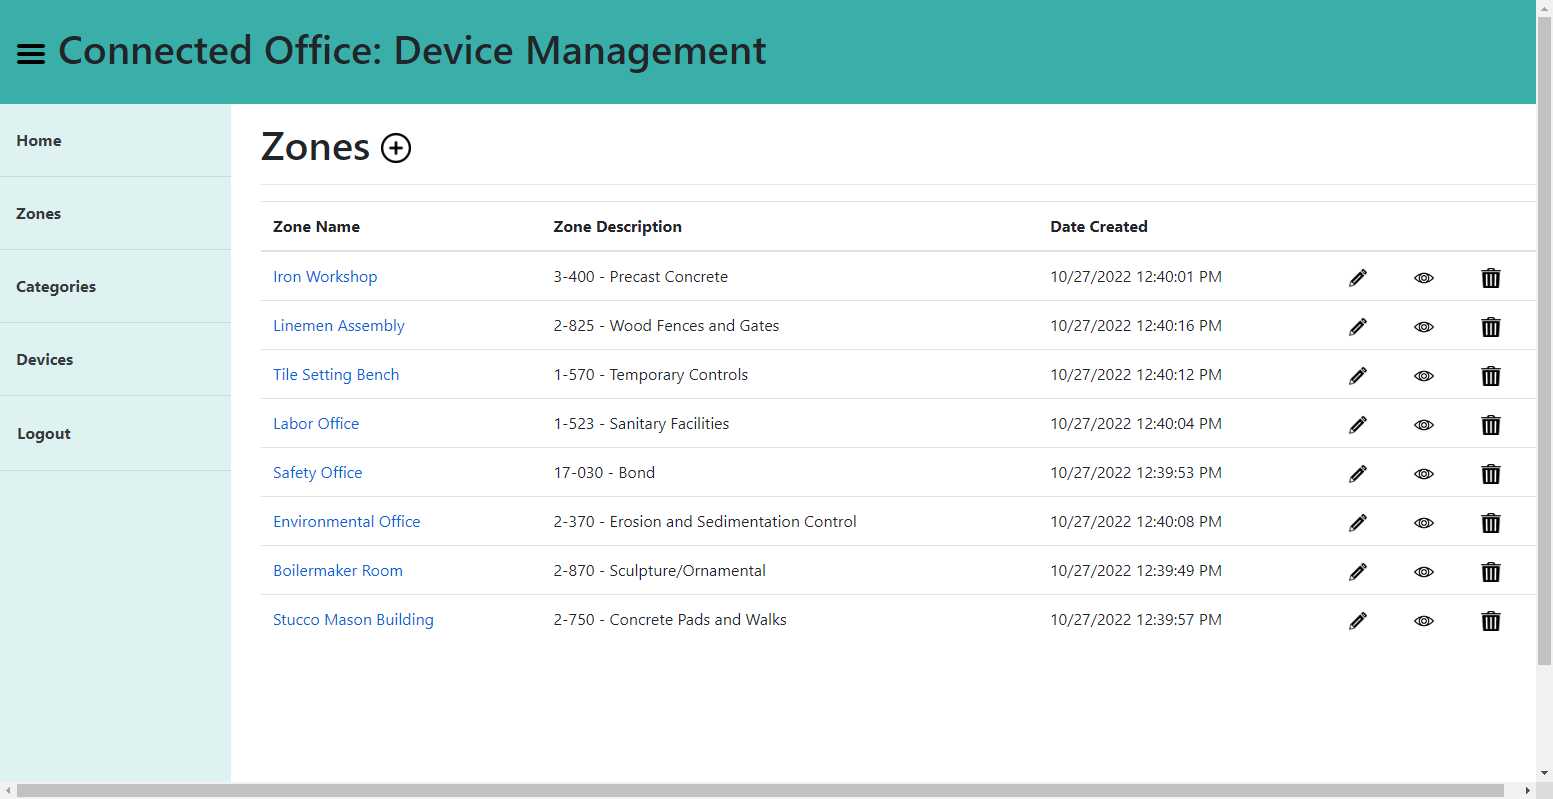 Connected Office: Device Management
Home
Zones
Categories
Devices
Logout
Zones
Zone Name Zone Description Date Created
Iron Workshop 3-400 - Precast Concrete 10/27/2022 12:40:01 PM
Linemen Assembly 2-825 - Wood Fences and Gates 10/27/2022 12:40:16 PM
Tile Setting Bench 1-570 - Temporary Controls 10/27/2022 12:40:12 PM
Labor Office 1-523 - Sanitary Facilities 10/27/2022 12:40:04 PM
Safety Office 17-030 - Bond 10/27/2022 12:39:53 PM
Environmental Office 2-370 - Erosion and Sedimentation Control 10/27/2022 12:40:08 PM
Boilermaker Room 2-870 - Sculpture/Ornamental 10/27/2022 12:39:49 PM
Stucco Mason Building 2-750 - Concrete Pads and Walks 10/27/2022 12:39:57 PM